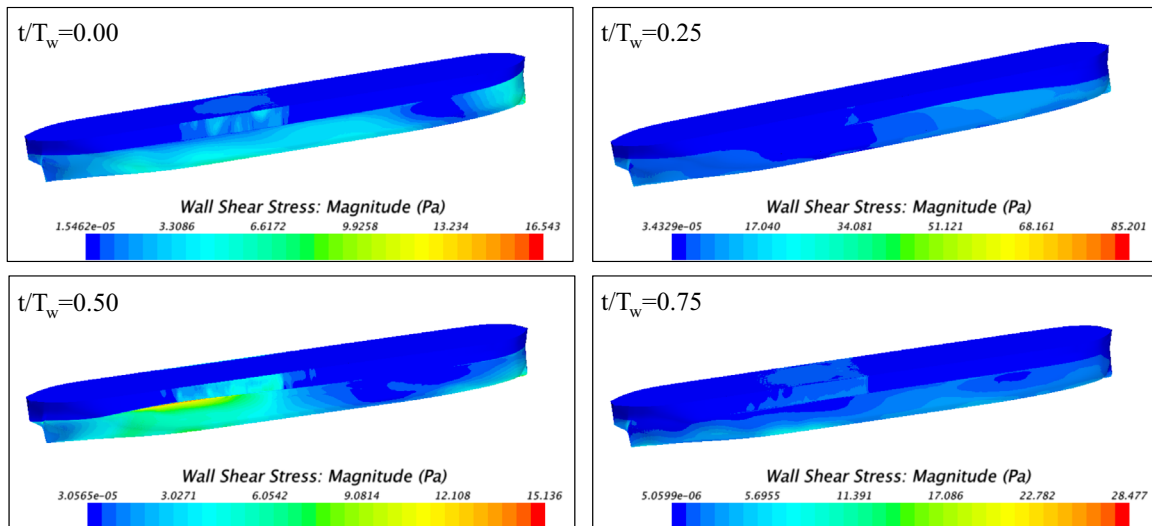 t/T_w=0.00
Wall Shear Stress: Magnitude (Pa)
1.5462e-05 3.3086 6.6172 9.9258 13.234 16.543
t/T_w=0.25
Wall Shear Stress: Magnitude (Pa)
3.4329e-05 17.040 34.081 51.121 68.161 85.201
t/T_w=0.50
Wall Shear Stress: Magnitude (Pa)
3.0565e-05 3.0271 6.0542 9.0814 12.108 15.136
t/T_w=0.75
Wall Shear Stress: Magnitude (Pa)
5.0599e-06 5.6955 11.391 17.086 22.782 28.477